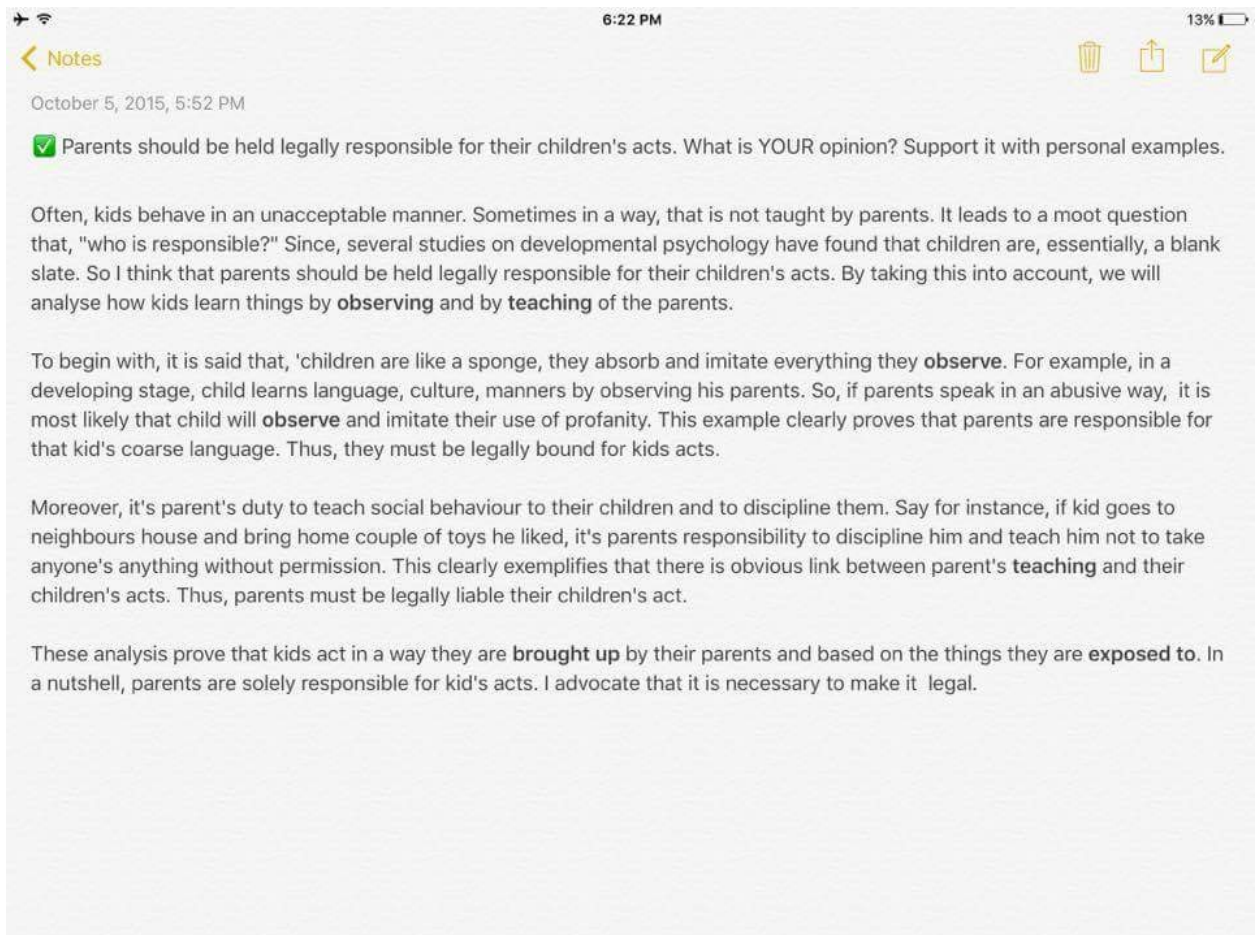 6:22 PM
13%
Notes
October 5, 2015, 5:52 PM
✅ Parents should be held legally responsible for their children's acts. What is YOUR opinion? Support it with personal examples.
Often, kids behave in an unacceptable manner. Sometimes in a way, that is not taught by parents. It leads to a moot question
that, "who is responsible?" Since, several studies on developmental psychology have found that children are, essentially, a blank
slate. So I think that parents should be held legally responsible for their children's acts. By taking this into account, we will
analyse how kids learn things by observing and by teaching of the parents.
To begin with, it is said that, 'children are like a sponge, they absorb and imitate everything they observe. For example, in a
developing stage, child learns language, culture, manners by observing his parents. So, if parents speak in an abusive way,  it is
most likely that child will observe and imitate their use of profanity. This example clearly proves that parents are responsible for
that kid's coarse language. Thus, they must be legally bound for kids acts.
Moreover, it's parent's duty to teach social behaviour to their children and to discipline them. Say for instance, if kid goes to
neighbours house and bring home couple of toys he liked, it's parents responsibility to discipline him and teach him not to take
anyone's anything without permission. This clearly exemplifies that there is obvious link between parent's teaching and their
children's acts. Thus, parents must be legally liable their children's act.
These analysis prove that kids act in a way they are brought up by their parents and based on the things they are exposed to. In
a nutshell, parents are solely responsible for kid's acts. I advocate that it is necessary to make it  legal.